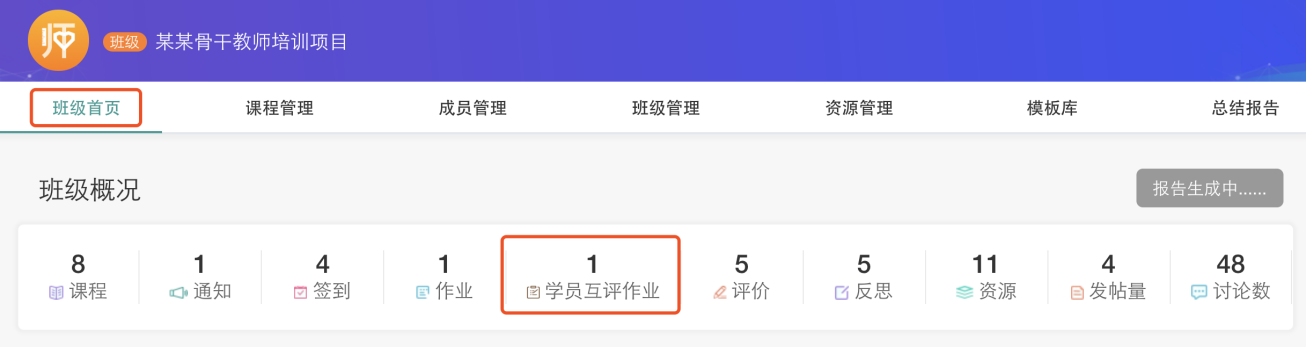 师 班级 某某骨干教师培训项目
班级首页 课程管理 成员管理 班级管理 资源管理 模板库 总结报告
班级概况 报告生成中......
8 1 4 1 1 5 5 11 4 48
课程 通知 签到 作业 学员互评作业 评价 反思 资源 发帖量 讨论数